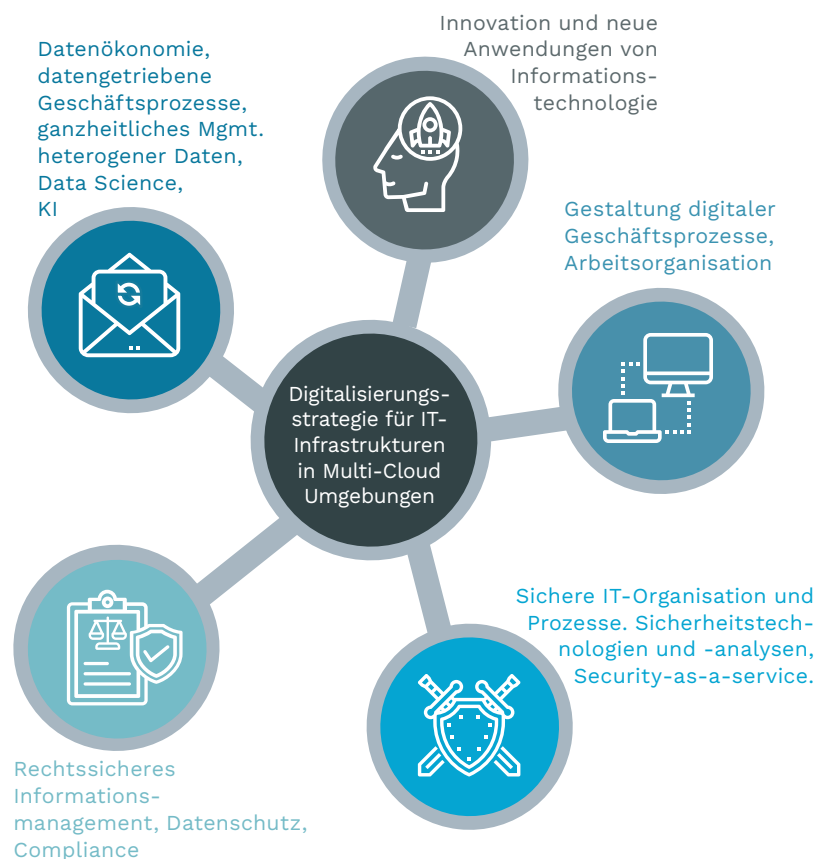 Innovation und neue
Anwendungen von
Informations-
technologie
Datenökonomie,
datengetriebene
Geschäftsprozesse,
ganzheitliches Mgmt.
heterogener Daten,
Data Science,
KI
Gestaltung digitaler
Geschäftsprozesse,
Arbeitsorganisation
Digitalisierungs-
strategie für IT-
Infrastrukturen
in Multi-Cloud
Umgebungen
Sichere IT-Organisation und
Prozesse. Sicherheitstech-
nologien und -analysen,
Security-as-a-service.
Rechtssicheres
Informations-
management, Datenschutz,
Compliance